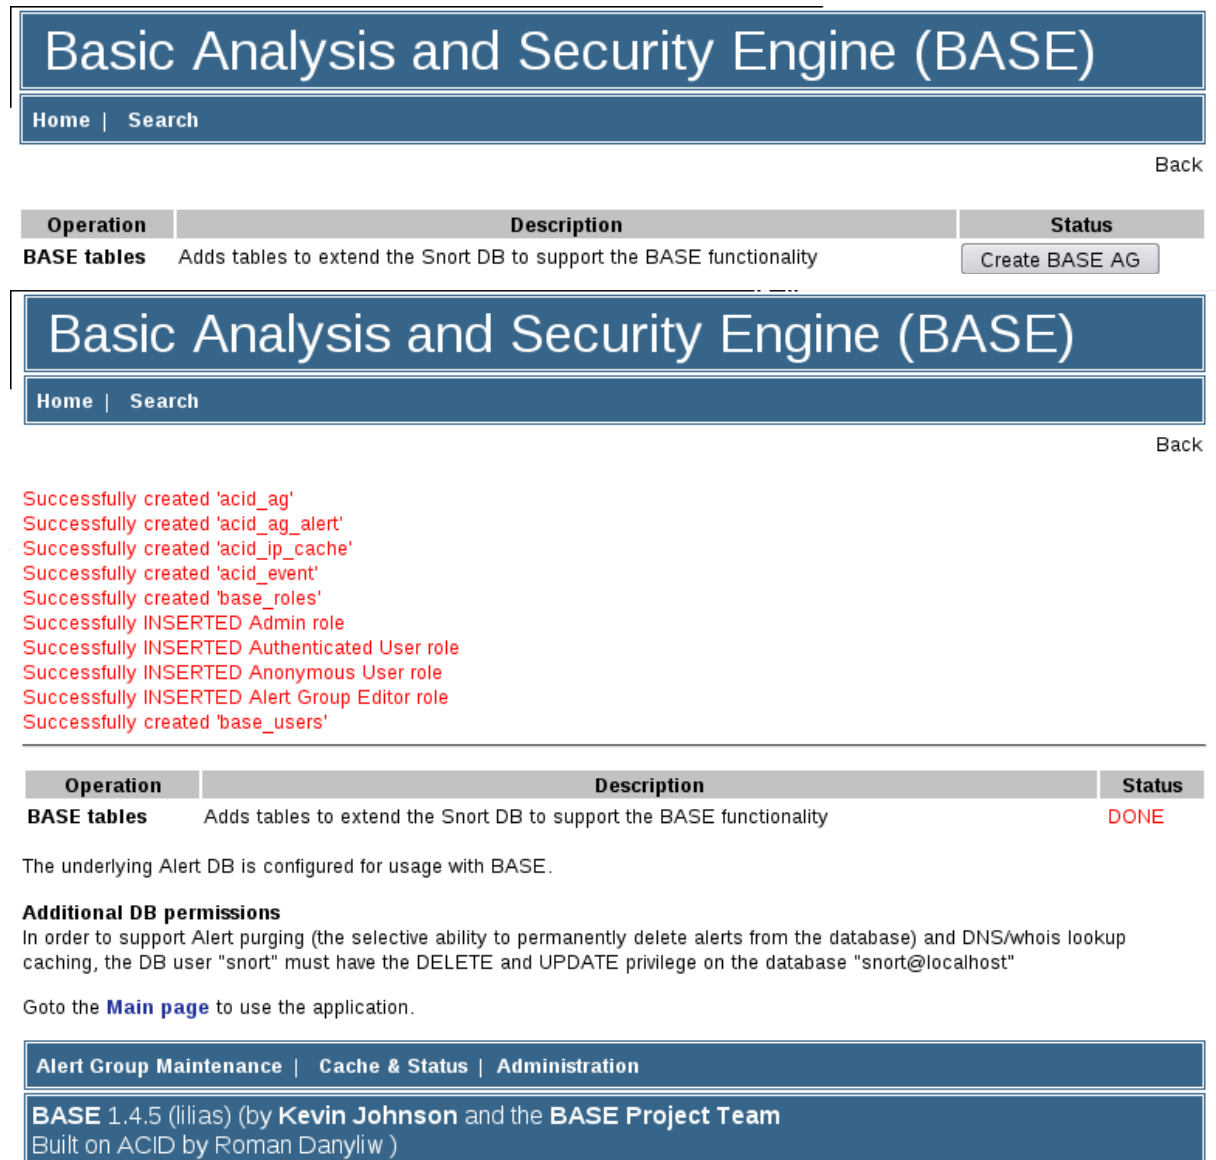 Basic Analysis and Security Engine (BASE)
Home | Search
Back
Operation Description Status
BASE tables Adds tables to extend the Snort DB to support the BASE functionality Create BASE AG
Basic Analysis and Security Engine (BASE)
Home | Search
Back
Successfully created 'acid_ag'
Successfully created 'acid_ag_alert'
Successfully created 'acid_ip_cache'
Successfully created 'acid_event'
Successfully created 'base_roles'
Successfully INSERTED Admin role
Successfully INSERTED Authenticated User role
Successfully INSERTED Anonymous User role
Successfully INSERTED Alert Group Editor role
Successfully created 'base_users'
Operation Description Status
BASE tables Adds tables to extend the Snort DB to support the BASE functionality DONE
The underlying Alert DB is configured for usage with BASE.
Additional DB permissions
In order to support Alert purging (the selective ability to permanently delete alerts from the database) and DNS/whois lookup
caching, the DB user "snort" must have the DELETE and UPDATE privilege on the database "snort@localhost"
Goto the Main page to use the application.
Alert Group Maintenance | Cache & Status | Administration
BASE 1.4.5 (lilias) (by Kevin Johnson and the BASE Project Team
Built on ACID by Roman Danyliw )